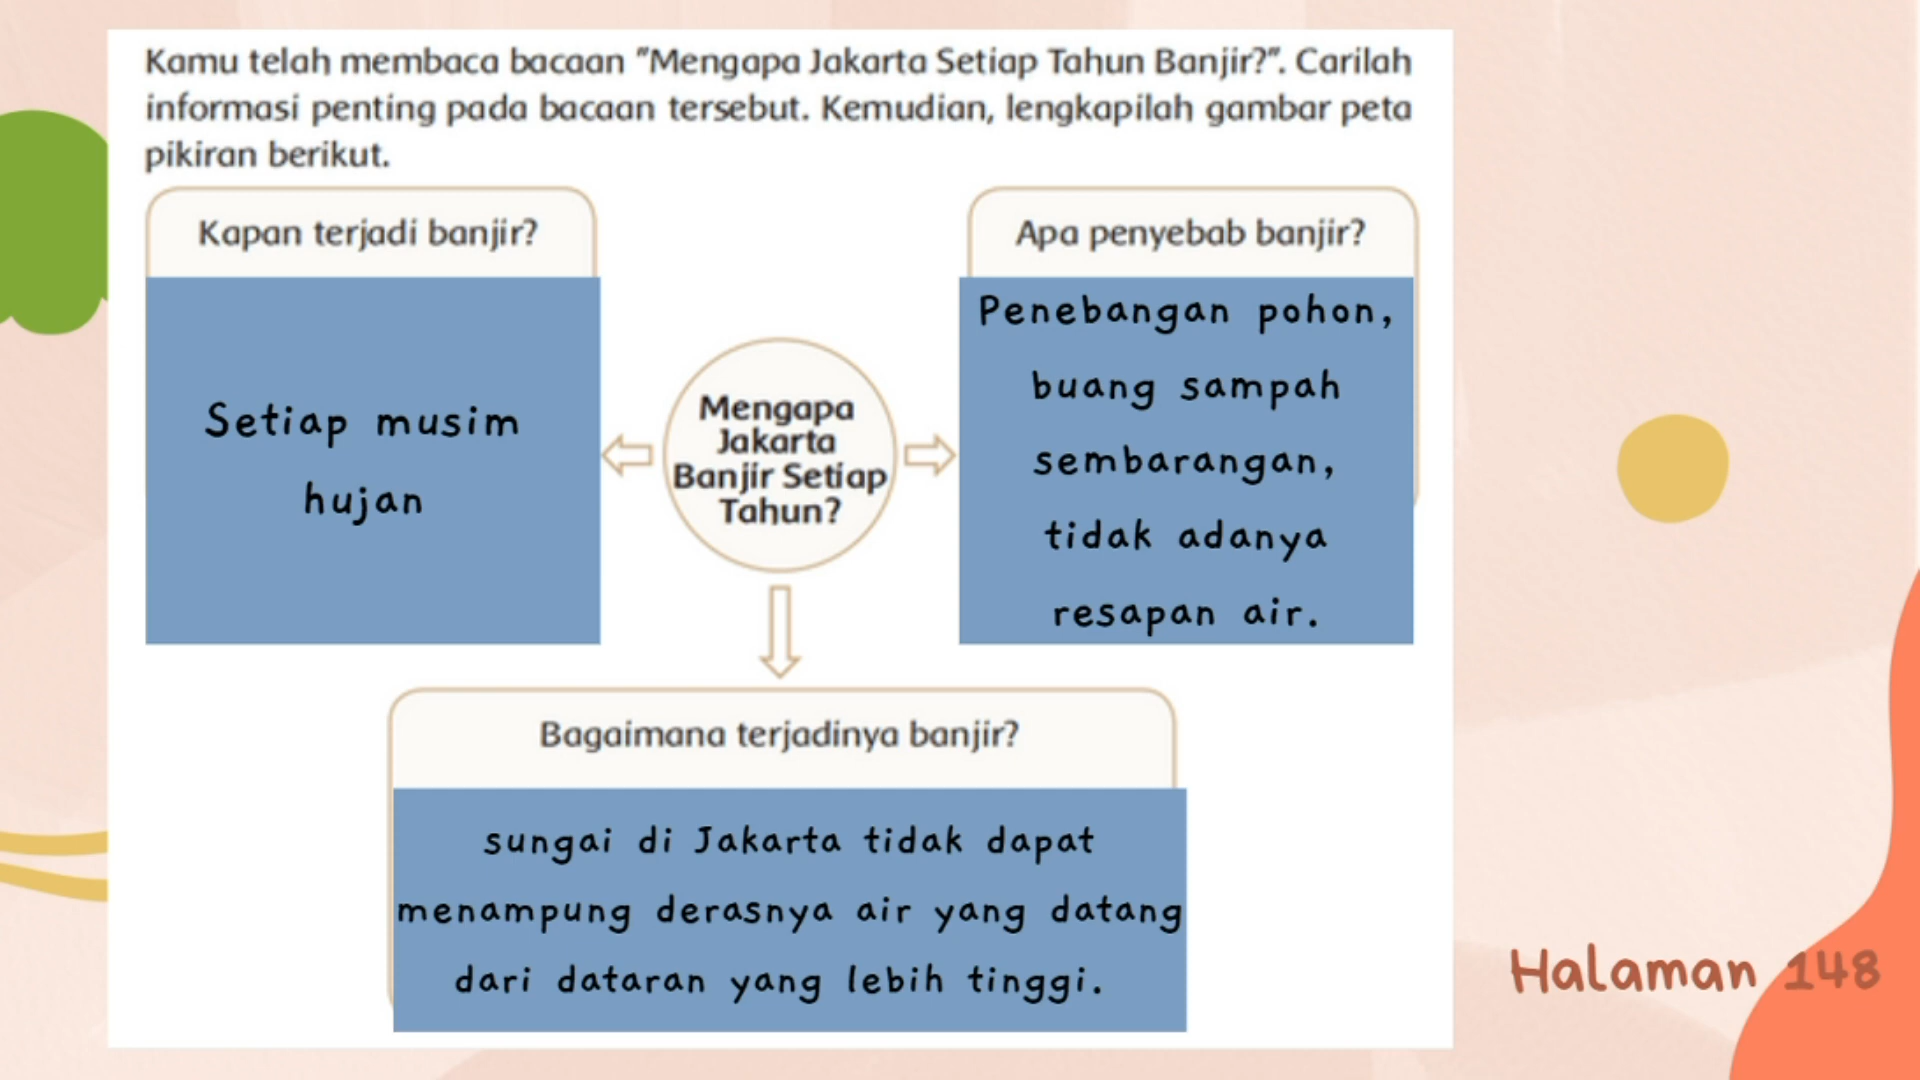 Kamu telah membaca bacaan "Mengapa Jakarta Setiap Tahun Banjir?". Carilah
informasi penting pada bacaan tersebut. Kemudian, lengkapilah gambar peta
pikiran berikut.
Kapan terjadi banjir?
Setiap musim
hujan
Mengapa
Jakarta
Banjir Setiap
Tahun?
Apa penyebab banjir?
Penebangan pohon,
buang sampah
sembarangan,
tidak adanya
resapan air.
Bagaimana terjadinya banjir?
sungai di Jakarta tidak dapat
menampung derasnya air yang datang
dari dataran yang lebih tinggi.
Halaman 148